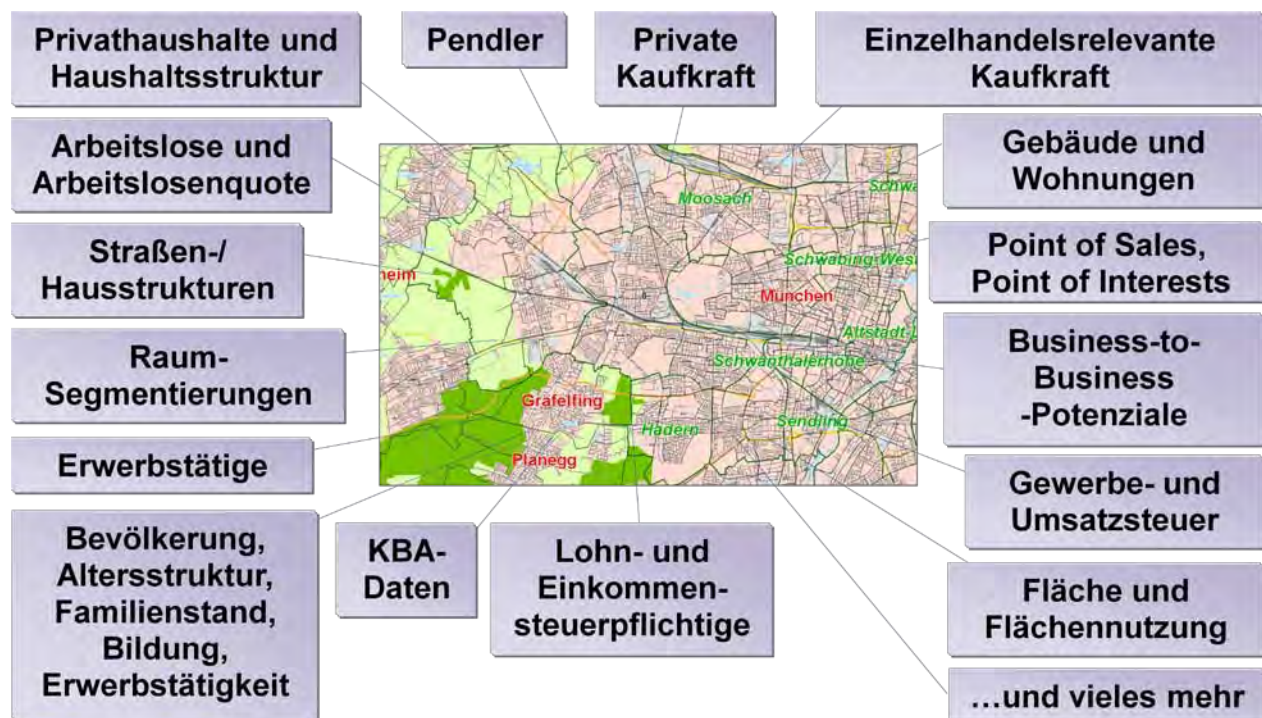 Privathaushalte und
Haushaltsstruktur
Pendler
Private
Kaufkraft
Einzelhandelsrelevante
Kaufkraft
Arbeitslose und
Arbeitslosenquote
Gebäude und
Wohnungen
Straßen-/
Hausstrukturen
Point of Sales,
Point of Interests
Raum-
Segmentierungen
Business-to-
Business
-Potenziale
Erwerbstätige
Gewerbe- und
Umsatzsteuer
Bevölkerung,
Altersstruktur,
Familienstand,
Bildung,
Erwerbstätigkeit
KBA-
Daten
Lohn- und
Einkommen-
steuerpflichtige
Fläche und
Flächennutzung
...und vieles mehr
Moosach
Schwa
Schwabing-West
heim
München
Altstadt-L
Schwanthalerhöhe
Gräfelfing
Hadern
Sendling
Planegg